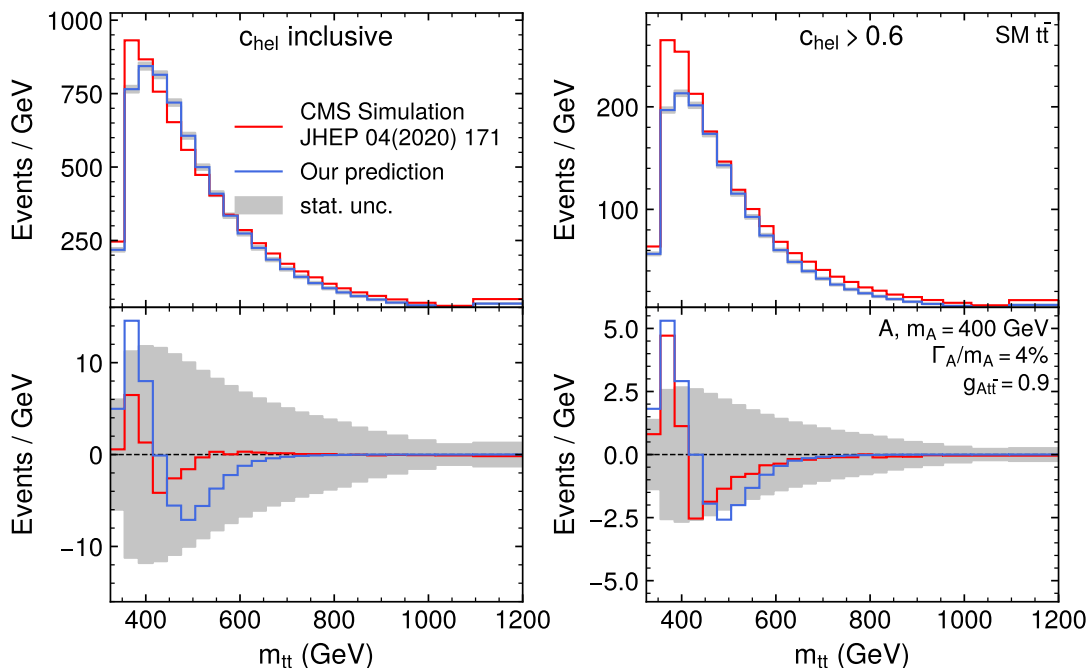 c_hel inclusive
CMS Simulation
JHEP 04(2020) 171
Our prediction
stat. unc.
Events / GeV
1000
750
500
250
Events / GeV
10
0
−10
400 600 800 1000 1200
m_tt (GeV)
c_hel > 0.6
SM tt̄
Events / GeV
200
100
A, m_A = 400 GeV
Γ_A/m_A = 4%
g_Att̄ = 0.9
Events / GeV
5.0
2.5
0.0
−2.5
−5.0
400 600 800 1000 1200
m_tt (GeV)